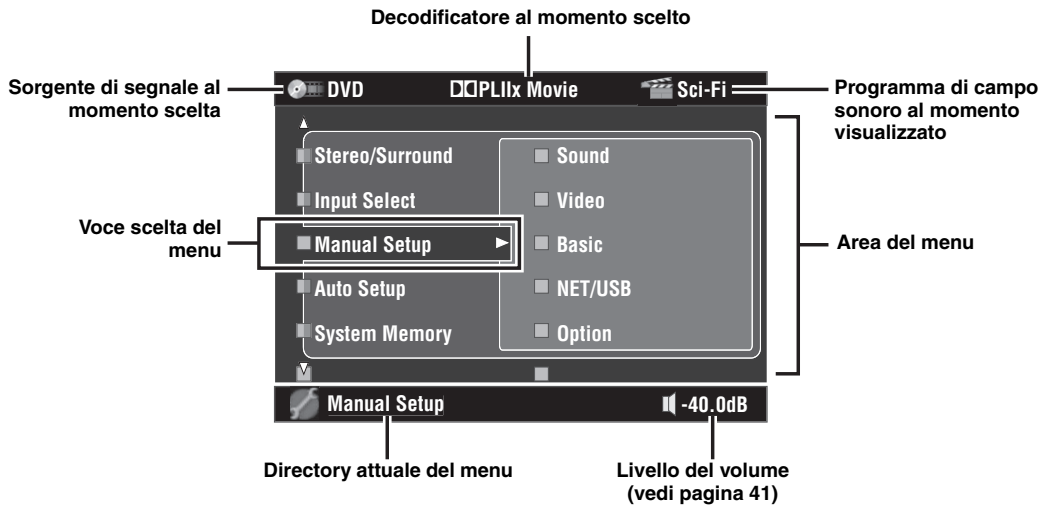 Decodificatore al momento scelto
Sorgente di segnale al
momento scelta
DVD
PLIIx Movie
Sci-Fi
Programma di campo
sonoro al momento
visualizzato
Stereo/Surround
Input Select
Manual Setup
Auto Setup
System Memory
Sound
Video
Basic
NET/USB
Option
Voce scelta del
menu
Area del menu
Manual Setup
-40.0dB
Directory attuale del menu
Livello del volume
(vedi pagina 41)